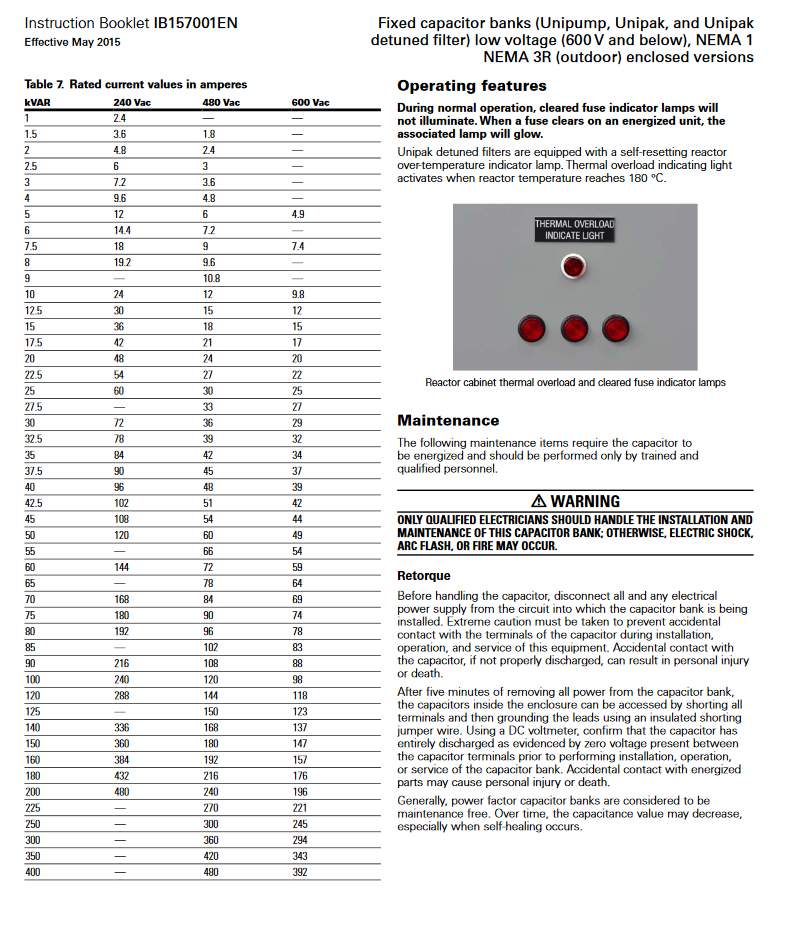 Instruction Booklet IB157001EN
Effective May 2015
Fixed capacitor banks (Unipump, Unipak, and Unipak
detuned filter) low voltage (600 V and below), NEMA 1
NEMA 3R (outdoor) enclosed versions
Table 7. Rated current values in amperes
kVAR 240 Vac 480 Vac 600 Vac
1 2.4 — —
1.5 3.6 1.8 —
2 4.8 2.4 —
2.5 6 3 —
3 7.2 3.6 —
4 9.6 4.8 —
5 12 6 4.9
6 14.4 7.2 —
7.5 18 9 7.4
8 19.2 9.6 —
9 — 10.8 —
10 24 12 9.8
12.5 30 15 12
15 36 18 15
17.5 42 21 17
20 48 24 20
22.5 54 27 22
25 60 30 25
27.5 — 33 27
30 72 36 29
32.5 78 39 32
35 84 42 34
37.5 90 45 37
40 96 48 39
42.5 102 51 42
45 108 54 44
50 120 60 49
55 — 66 54
60 144 72 59
65 — 78 64
70 168 84 69
75 180 90 74
80 192 96 78
85 — 102 83
90 216 108 88
100 240 120 98
120 288 144 118
125 — 150 123
140 336 168 137
150 360 180 147
160 384 192 157
180 432 216 176
200 480 240 196
225 — 270 221
250 — 300 245
300 — 360 294
350 — 420 343
400 — 480 392
Operating features
During normal operation, cleared fuse indicator lamps will
not illuminate. When a fuse clears on an energized unit, the
associated lamp will glow.
Unipak detuned filters are equipped with a self-resetting reactor
over-temperature indicator lamp. Thermal overload indicating light
activates when reactor temperature reaches 180 °C.
THERMAL OVERLOAD
INDICATE LIGHT
Reactor cabinet thermal overload and cleared fuse indicator lamps
Maintenance
The following maintenance items require the capacitor to
be energized and should be performed only by trained and
qualified personnel.
⚠ WARNING
ONLY QUALIFIED ELECTRICIANS SHOULD HANDLE THE INSTALLATION AND
MAINTENANCE OF THIS CAPACITOR BANK; OTHERWISE, ELECTRIC SHOCK,
ARC FLASH, OR FIRE MAY OCCUR.
Retorque
Before handling the capacitor, disconnect all and any electrical
power supply from the circuit into which the capacitor bank is being
installed. Extreme caution must be taken to prevent accidental
contact with the terminals of the capacitor during installation,
operation, and service of this equipment. Accidental contact with
the capacitor, if not properly discharged, can result in personal injury
or death.
After five minutes of removing all power from the capacitor bank,
the capacitors inside the enclosure can be accessed by shorting all
terminals and then grounding the leads using an insulated shorting
jumper wire. Using a DC voltmeter, confirm that the capacitor has
entirely discharged as evidenced by zero voltage present between
the capacitor terminals prior to performing installation, operation,
or service of the capacitor bank. Accidental contact with energized
parts may cause personal injury or death.
Generally, power factor capacitor banks are considered to be
maintenance free. Over time, the capacitance value may decrease,
especially when self-healing occurs.